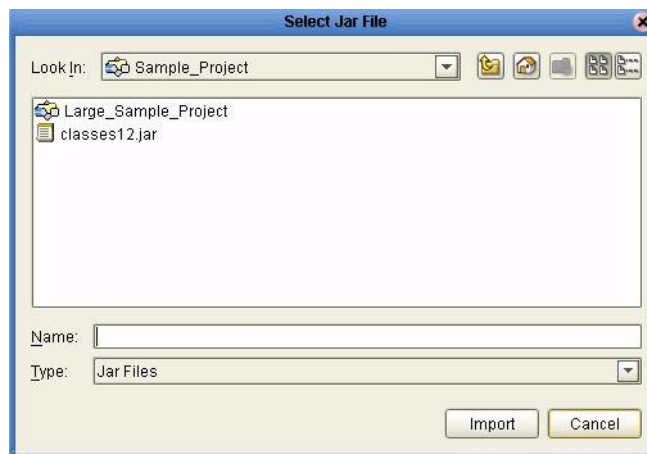 Select Jar File
Look In: Sample_Project
Large_Sample_Project
classes12.jar
Name:
Type: Jar Files
Import Cancel